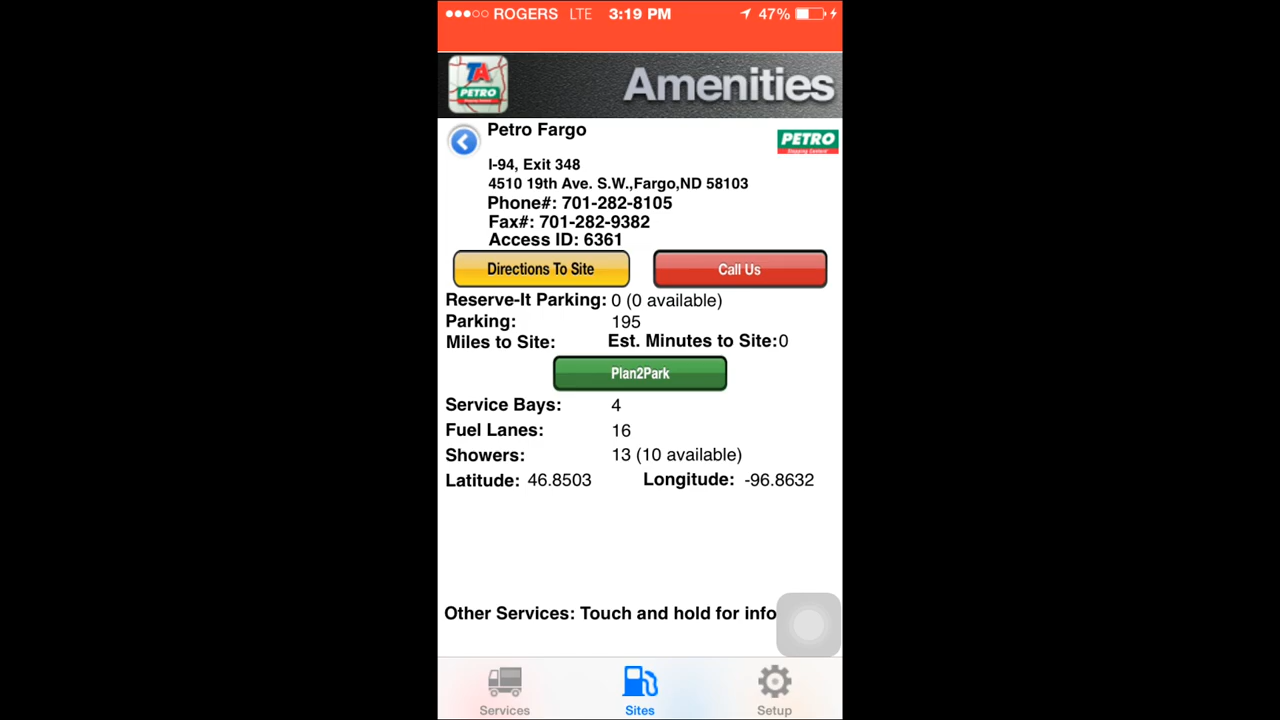 ROGERS LTE 3:19 PM 47%
TA PETRO Amenities
Petro Fargo
PETRO
Stopping Centers
I-94, Exit 348
4510 19th Ave. S.W.,Fargo,ND 58103
Phone#: 701-282-8105
Fax#: 701-282-9382
Access ID: 6361
Directions To Site Call Us
Reserve-It Parking: 0 (0 available)
Parking: 195
Miles to Site: Est. Minutes to Site:0
Plan2Park
Service Bays: 4
Fuel Lanes: 16
Showers: 13 (10 available)
Latitude: 46.8503 Longitude: -96.8632
Other Services: Touch and hold for info
Services Sites Setup